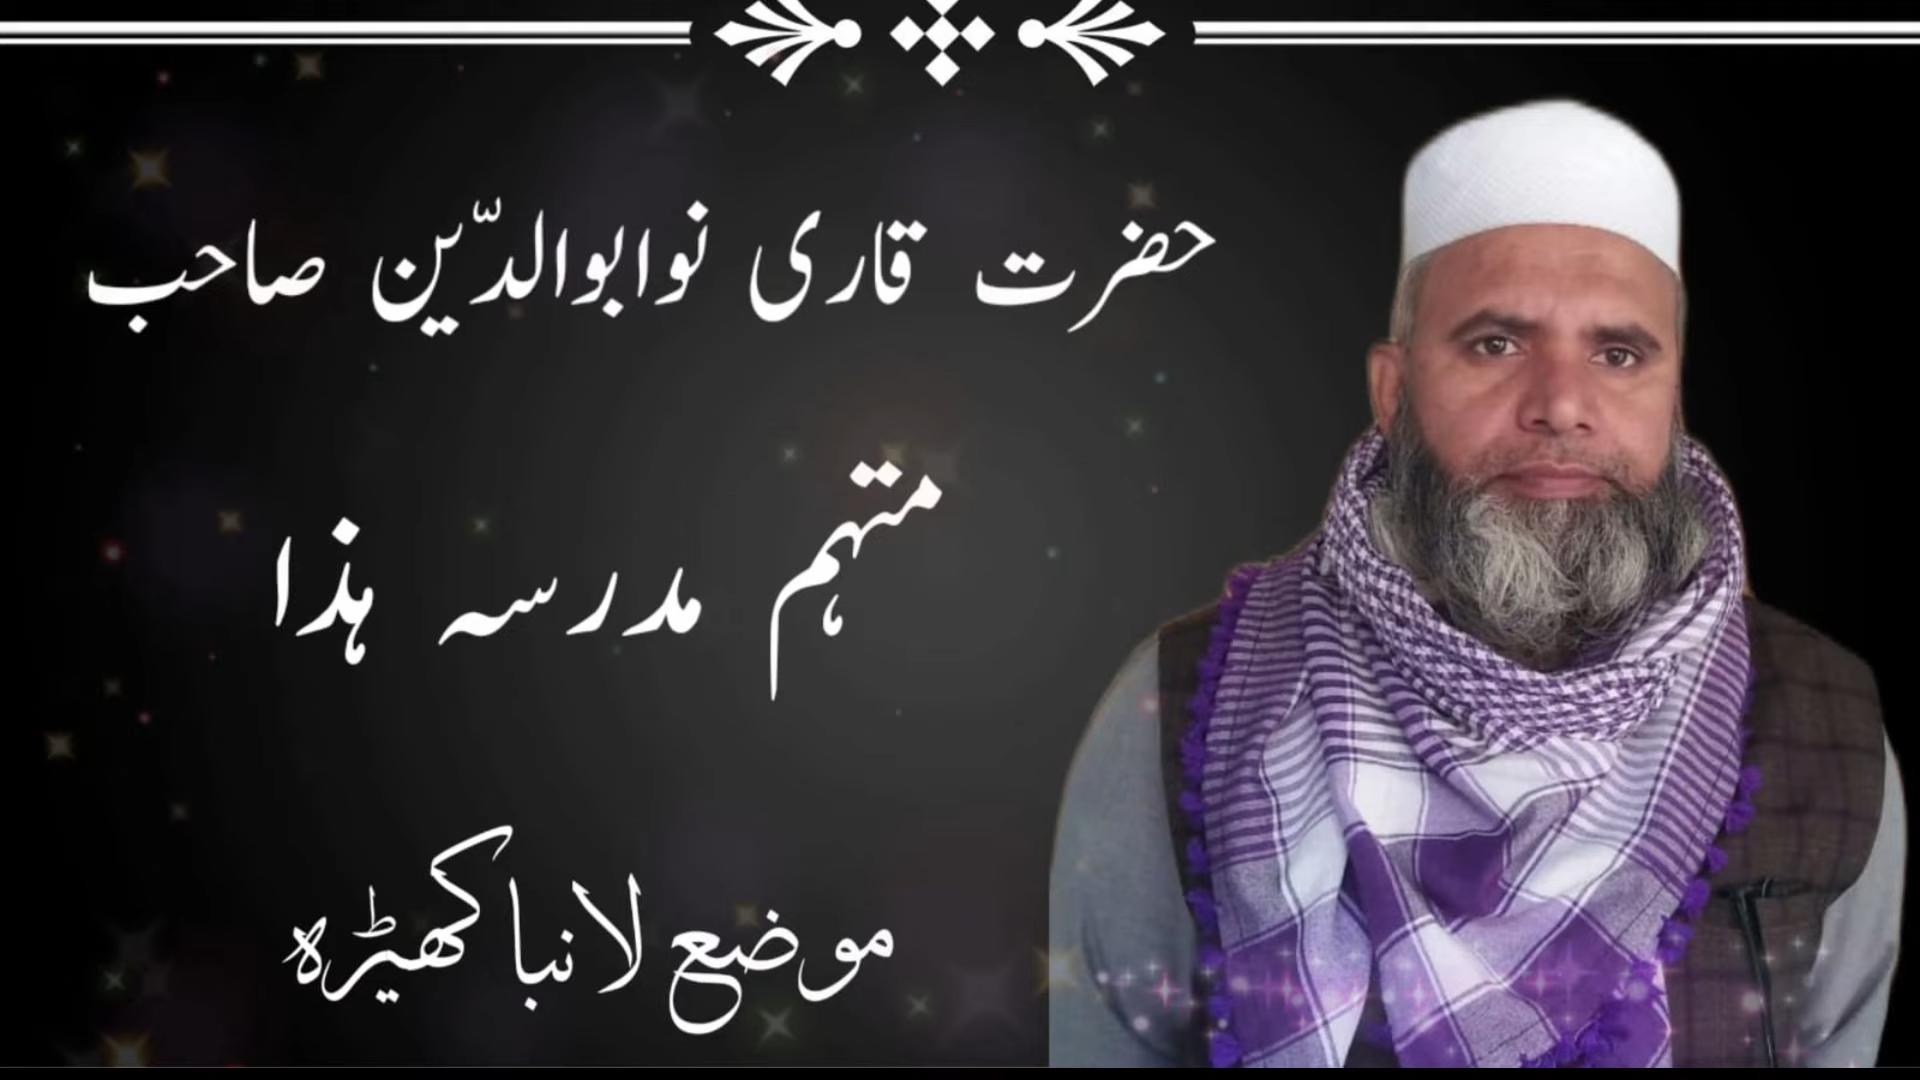 حضرت قاری نوابوالدّین صاحب
متہم مدرسہ ہذا
موضع لانبا کھیڑہ